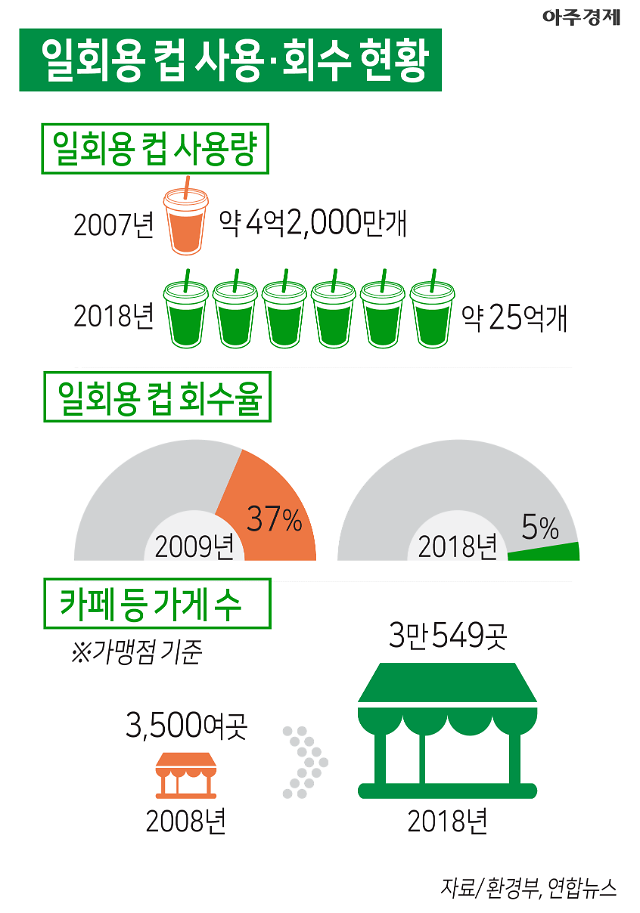 아주경제
일회용 컵 사용·회수 현황
일회용 컵 사용량
2007년 약 4억2,000만개
2018년 약 25억개
일회용 컵 회수율
37%
2009년
5%
2018년
카페 등 가게 수
※가맹점 기준
3만 549곳
3,500여곳
2008년
2018년
자료/ 환경부, 연합뉴스